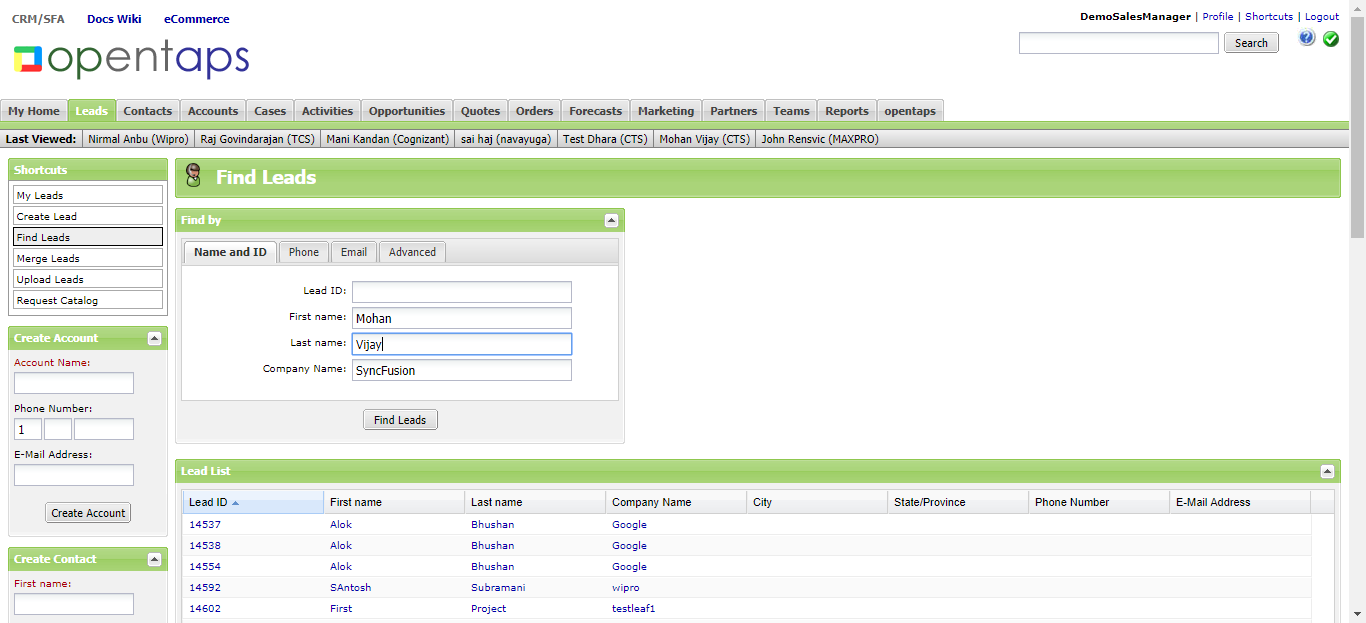 CRM/SFA Docs Wiki eCommerce
DemoSalesManager | Profile | Shortcuts | Logout
opentaps
Search
My Home Leads Contacts Accounts Cases Activities Opportunities Quotes Orders Forecasts Marketing Partners Teams Reports opentaps
Last Viewed: Nirmal Anbu (Wipro) Raj Govindarajan (TCS) Mani Kandan (Cognizant) sai haj (navayuga) Test Dhara (CTS) Mohan Vijay (CTS) John Rensvic (MAXPRO)
Shortcuts
My Leads
Create Lead
Find Leads
Merge Leads
Upload Leads
Request Catalog
Create Account
Account Name:
Phone Number:
1
E-Mail Address:
Create Account
Create Contact
First name:
Find Leads
Find by
Name and ID Phone Email Advanced
Lead ID:
First name: Mohan
Last name: Vijay
Company Name: SyncFusion
Find Leads
Lead List
Lead ID First name Last name Company Name City State/Province Phone Number E-Mail Address
14537 Alok Bhushan Google
14538 Alok Bhushan Google
14554 Alok Bhushan Google
14592 SAntosh Subramani wipro
14602 First Project testleaf1